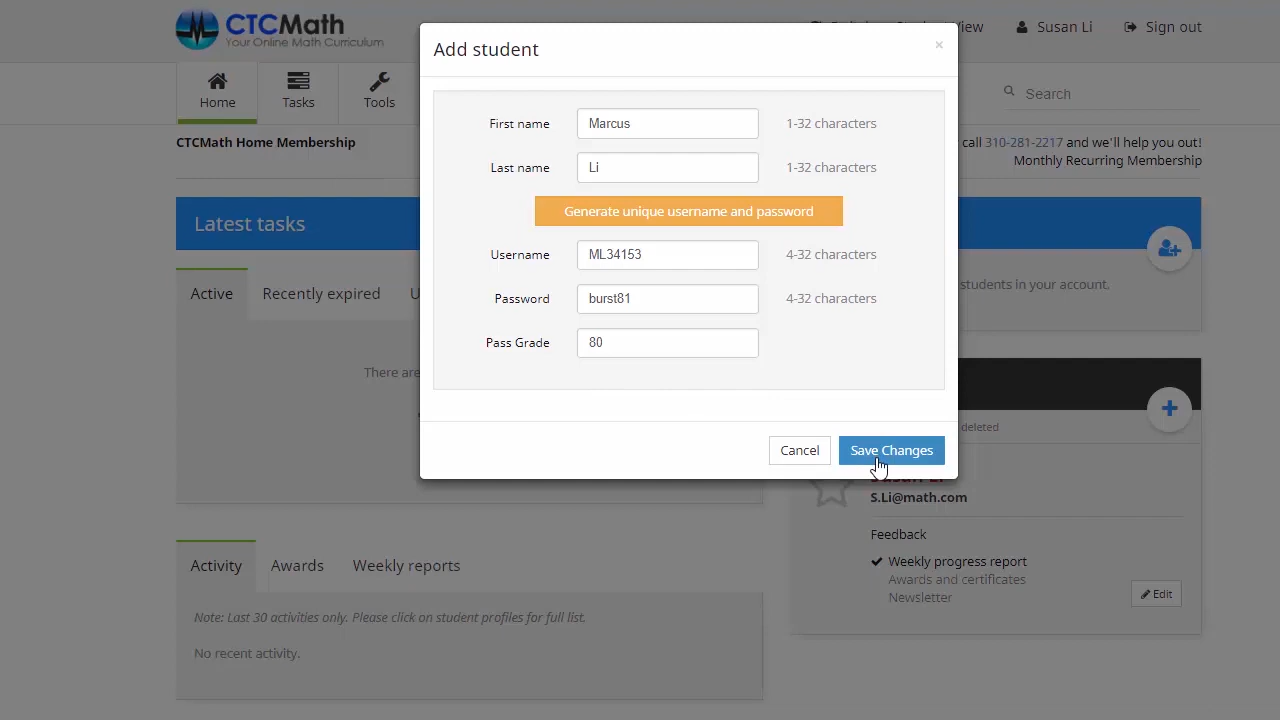 CTCMath
Your Online Math Curriculum
Susan Li
Sign out
Home
Tasks
Tools
Search
CTCMath Home Membership
call 310-281-2217 and we'll help you out!
Monthly Recurring Membership
Add student
×
First name
Marcus
1-32 characters
Last name
Li
1-32 characters
Generate unique username and password
Username
ML34153
4-32 characters
Password
burst81
4-32 characters
Pass Grade
80
Cancel
Save Changes
Latest tasks
Active
Recently expired
There are
students in your account.
deleted
S.Li@math.com
Feedback
Weekly progress report
Awards and certificates
Newsletter
Edit
Activity
Awards
Weekly reports
Note: Last 30 activities only. Please click on student profiles for full list.
No recent activity.